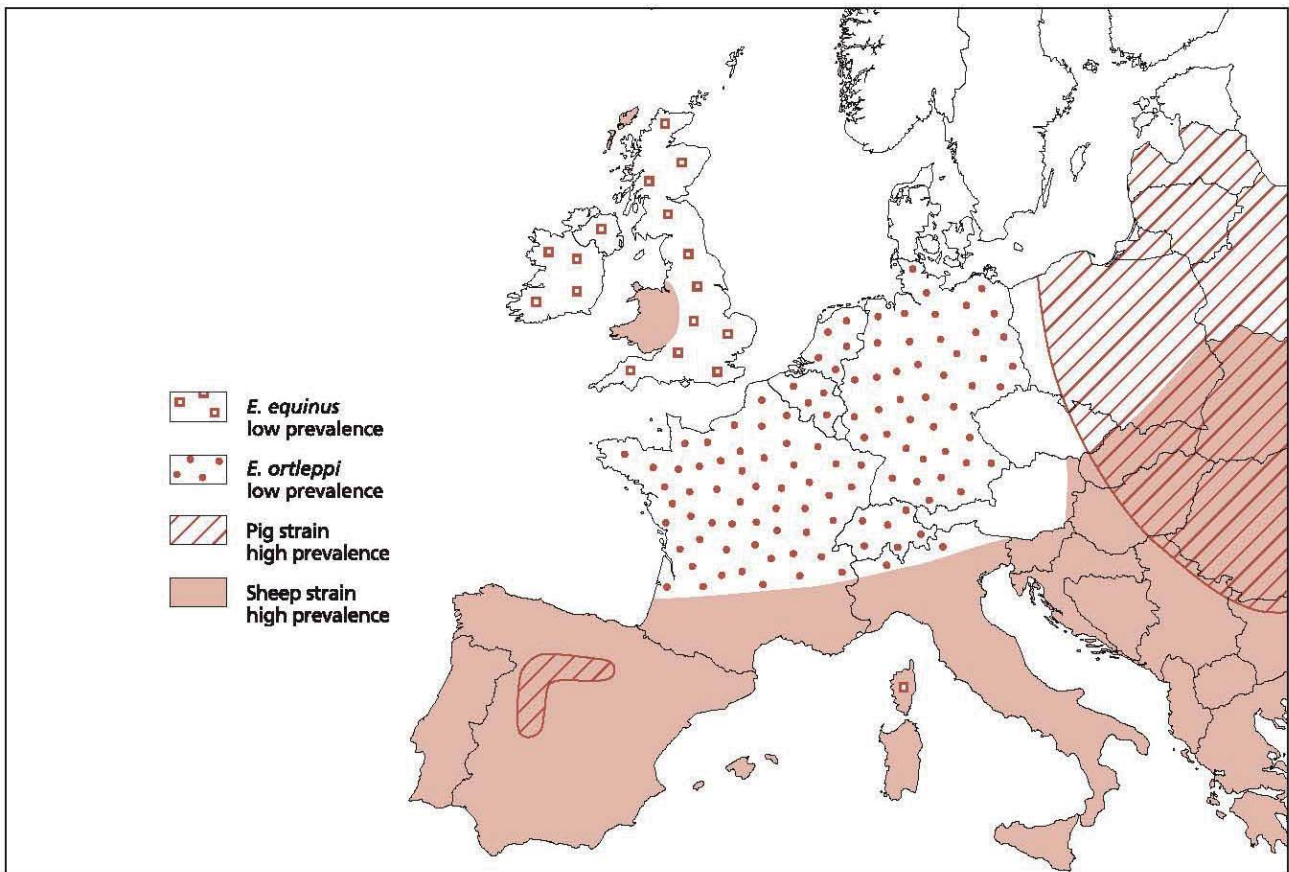 E. equinus
low prevalence
E. ortleppi
low prevalence
Pig strain
high prevalence
Sheep strain
high prevalence